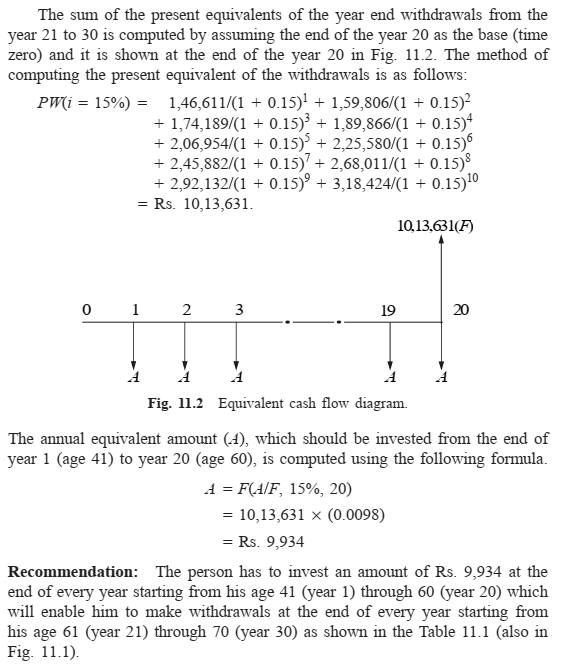 The sum of the present equivalents of the year end withdrawals from the
year 21 to 30 is computed by assuming the end of the year 20 as the base (time
zero) and it is shown at the end of the year 20 in Fig. 11.2. The method of
computing the present equivalent of the withdrawals is as follows:
PW(i = 15%) = 1,46,611/(1 + 0.15)¹ + 1,59,806/(1 + 0.15)²
+ 1,74,189/(1 + 0.15)³ + 1,89,866/(1 + 0.15)⁴
+ 2,06,954/(1 + 0.15)⁵ + 2,25,580/(1 + 0.15)⁶
+ 2,45,882/(1 + 0.15)⁷ + 2,68,011/(1 + 0.15)⁸
+ 2,92,132/(1 + 0.15)⁹ + 3,18,424/(1 + 0.15)¹⁰
= Rs. 10,13,631.
10,13,631(F)
0 1 2 3 19 20
A A A A A
Fig. 11.2 Equivalent cash flow diagram.
The annual equivalent amount (A), which should be invested from the end of
year 1 (age 41) to year 20 (age 60), is computed using the following formula.
A = F(A/F, 15%, 20)
= 10,13,631 × (0.0098)
= Rs. 9,934
Recommendation: The person has to invest an amount of Rs. 9,934 at the
end of every year starting from his age 41 (year 1) through 60 (year 20) which
will enable him to make withdrawals at the end of every year starting from
his age 61 (year 21) through 70 (year 30) as shown in the Table 11.1 (also in
Fig. 11.1).